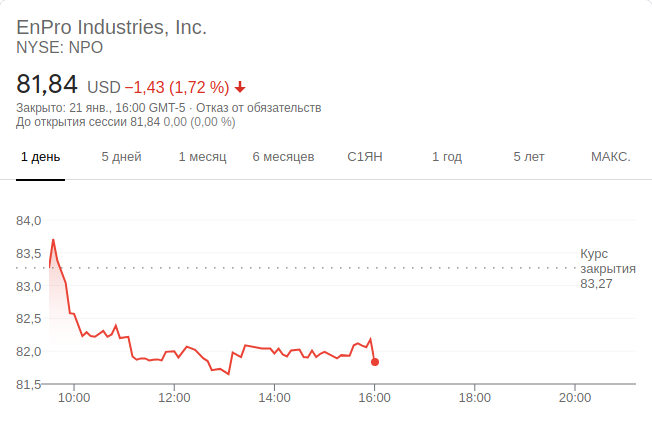 EnPro Industries, Inc.
NYSE: NPO
81,84 USD −1,43 (1,72 %)
Закрыто: 21 янв., 16:00 GMT-5 · Отказ от обязательств
До открытия сессии 81,84 0,00 (0,00 %)
1 день 5 дней 1 месяц 6 месяцев С1ЯН 1 год 5 лет МАКС.
84,0
83,5
83,0
82,5
82,0
81,5
Курс
закрытия
83,27
10:00 12:00 14:00 16:00 18:00 20:00